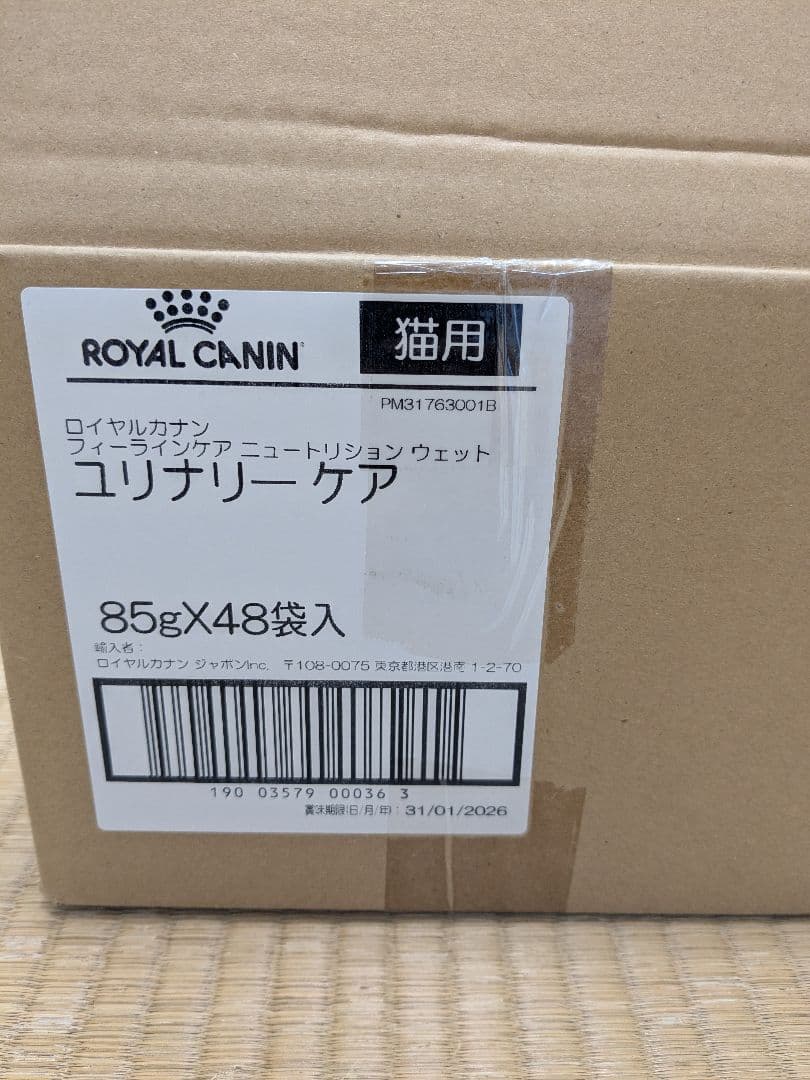 ROYAL CANIN
猫用
PM31763001B
ロイヤルカナン
フィーラインケア ニュートリション ウェット
ユリナリー ケア
85gX48袋入
輸入者：
ロイヤルカナン ジャポンInc. 〒108-0075 東京都港区港南 1-2-70
190 03579 00036 3
賞味期限(日/月/年)：31/01/2026